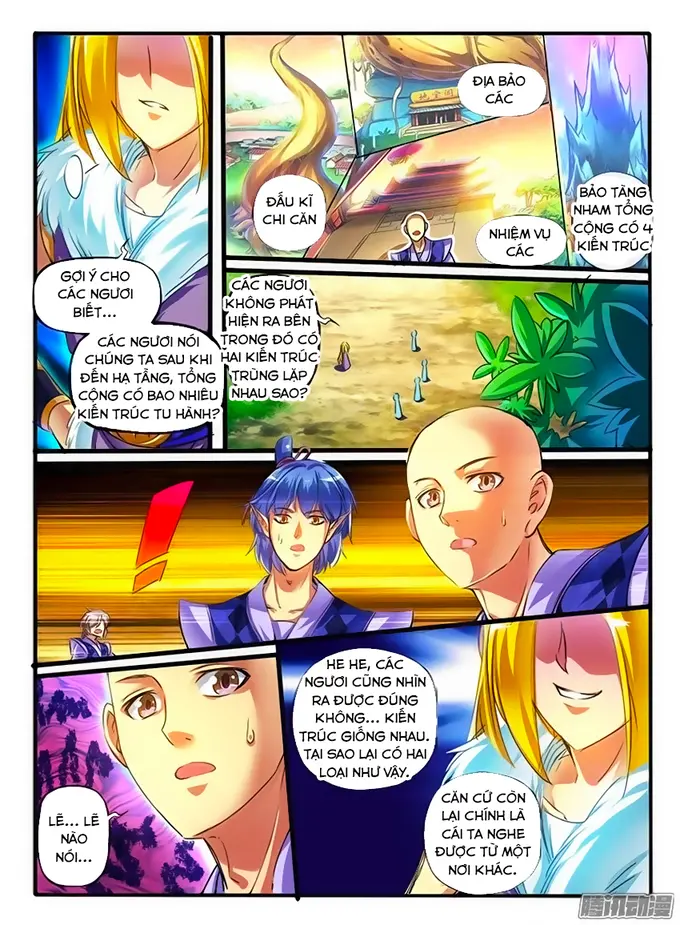 GỢI Ý CHO
CÁC NGƯƠI
BIẾT...
CÁC NGƯƠI NÓI
CHÚNG TA SAU KHI
ĐẾN HẠ TẦNG, TỔNG
CỘNG CÓ BAO NHIÊU
KIẾN TRÚC TU HÀNH?
ĐẤU KĨ
CHI CĂN
ĐỊA BẢO
CÁC
NHIỆM VỤ
CÁC
BẢO TÀNG
NHAM TỔNG
CỘNG CÓ 4
KIẾN TRÚC
CÁC NGƯƠI
KHÔNG PHÁT
HIỆN RA BÊN
TRONG ĐÓ CÓ
HAI KIẾN TRÚC
TRÙNG LẶP
NHAU SAO?
!
LẼ... LẼ
NÀO
NÓI...
HE HE, CÁC
NGƯƠI CŨNG NHÌN
RA ĐƯỢC ĐÚNG
KHÔNG... KIẾN
TRÚC GIỐNG NHAU.
TẠI SAO LẠI CÓ HAI
LOẠI NHƯ VẬY.
CĂN CỨ CÒN
LẠI CHÍNH LÀ
CÁI TA NGHE
ĐƯỢC TỪ MỘT
NƠI KHÁC.
腾讯动漫